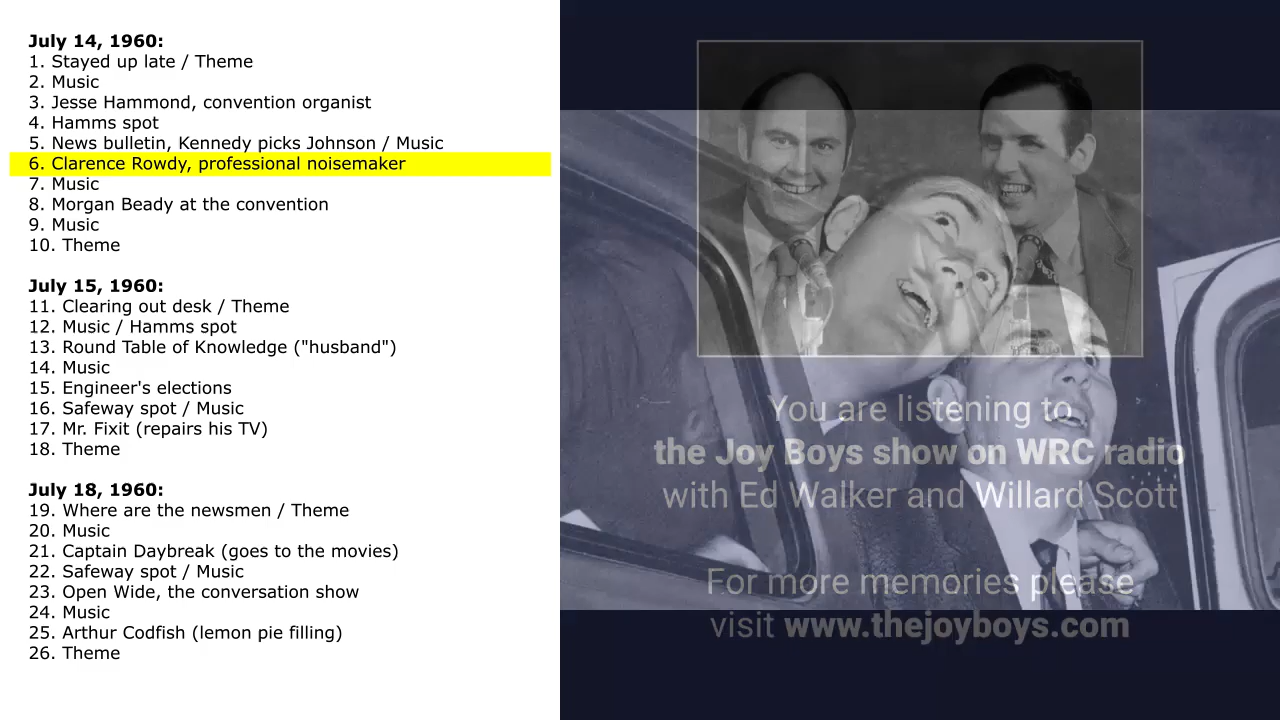 July 14, 1960:
1. Stayed up late / Theme
2. Music
3. Jesse Hammond, convention organist
4. Hamms spot
5. News bulletin, Kennedy picks Johnson / Music
6. Clarence Rowdy, professional noisemaker
7. Music
8. Morgan Beady at the convention
9. Music
10. Theme
July 15, 1960:
11. Clearing out desk / Theme
12. Music / Hamms spot
13. Round Table of Knowledge ("husband")
14. Music
15. Engineer's elections
16. Safeway spot / Music
17. Mr. Fixit (repairs his TV)
18. Theme
July 18, 1960:
19. Where are the newsmen / Theme
20. Music
21. Captain Daybreak (goes to the movies)
22. Safeway spot / Music
23. Open Wide, the conversation show
24. Music
25. Arthur Codfish (lemon pie filling)
26. Theme
You are listening to
the Joy Boys show on WRC radio
with Ed Walker and Willard Scott
For more memories please
visit www.thejoyboys.com